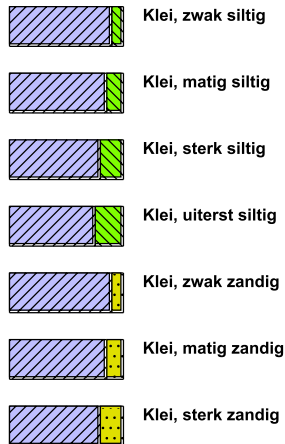 Klei, zwak siltig
Klei, matig siltig
Klei, sterk siltig
Klei, uiterst siltig
Klei, zwak zandig
Klei, matig zandig
Klei, sterk zandig